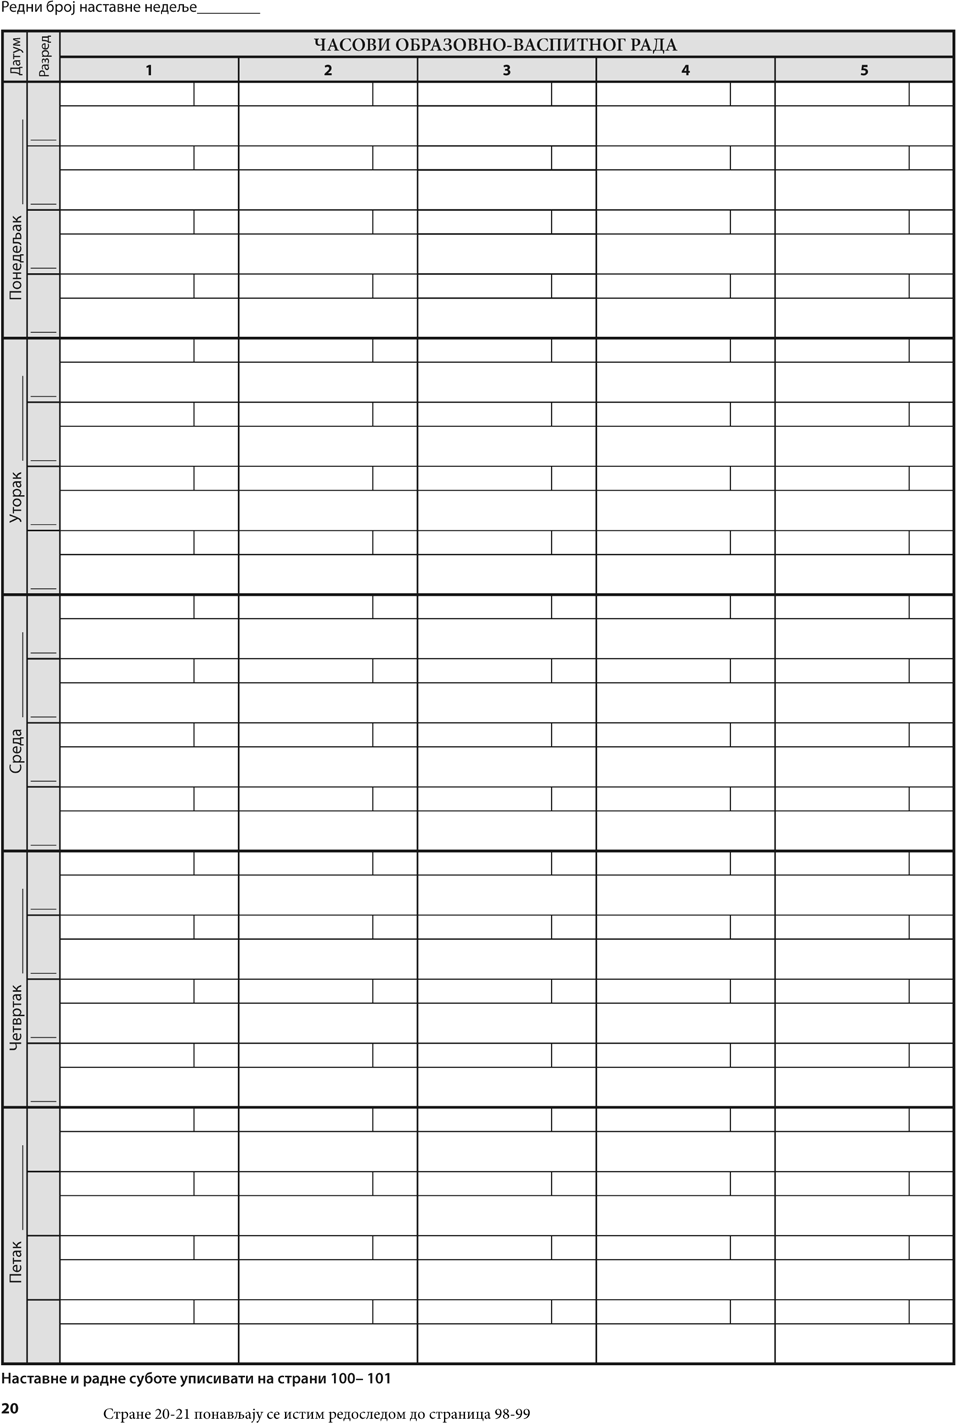 Редни број наставне недеље_________
Датум
Разред
ЧАСОВИ ОБРАЗОВНО-ВАСПИТНОГ РАДА
1 2 3 4 5
Понедељак
Уторак
Среда
Четвртак
Петак
Наставне и радне суботе уписивати на страни 100– 101
20
Стране 20-21 понављају се истим редоследом до страница 98-99